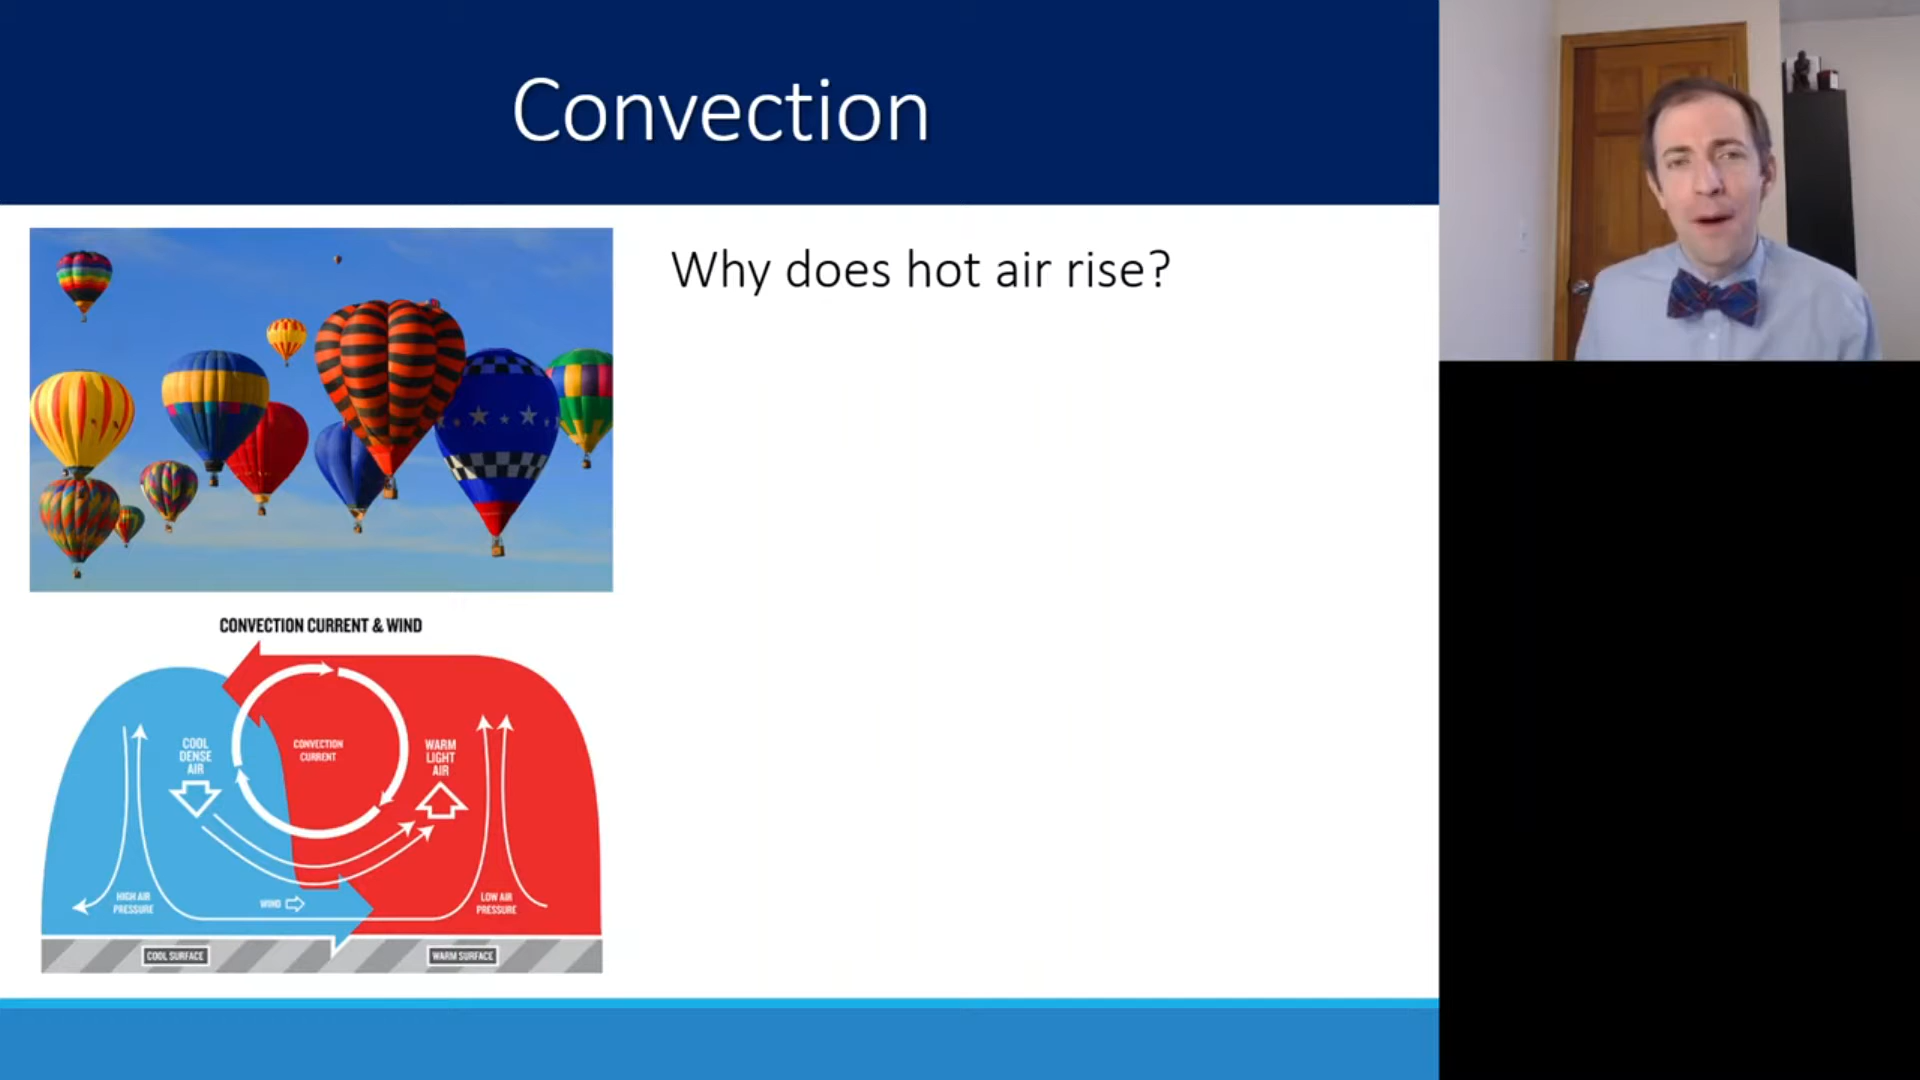 Convection
Why does hot air rise?
CONVECTION CURRENT & WIND
COOL
DENSE
AIR
CONVECTION
CURRENT
WARM
LIGHT
AIR
HIGH AIR
PRESSURE
WIND
LOW AIR
PRESSURE
COOL SURFACE
WARM SURFACE